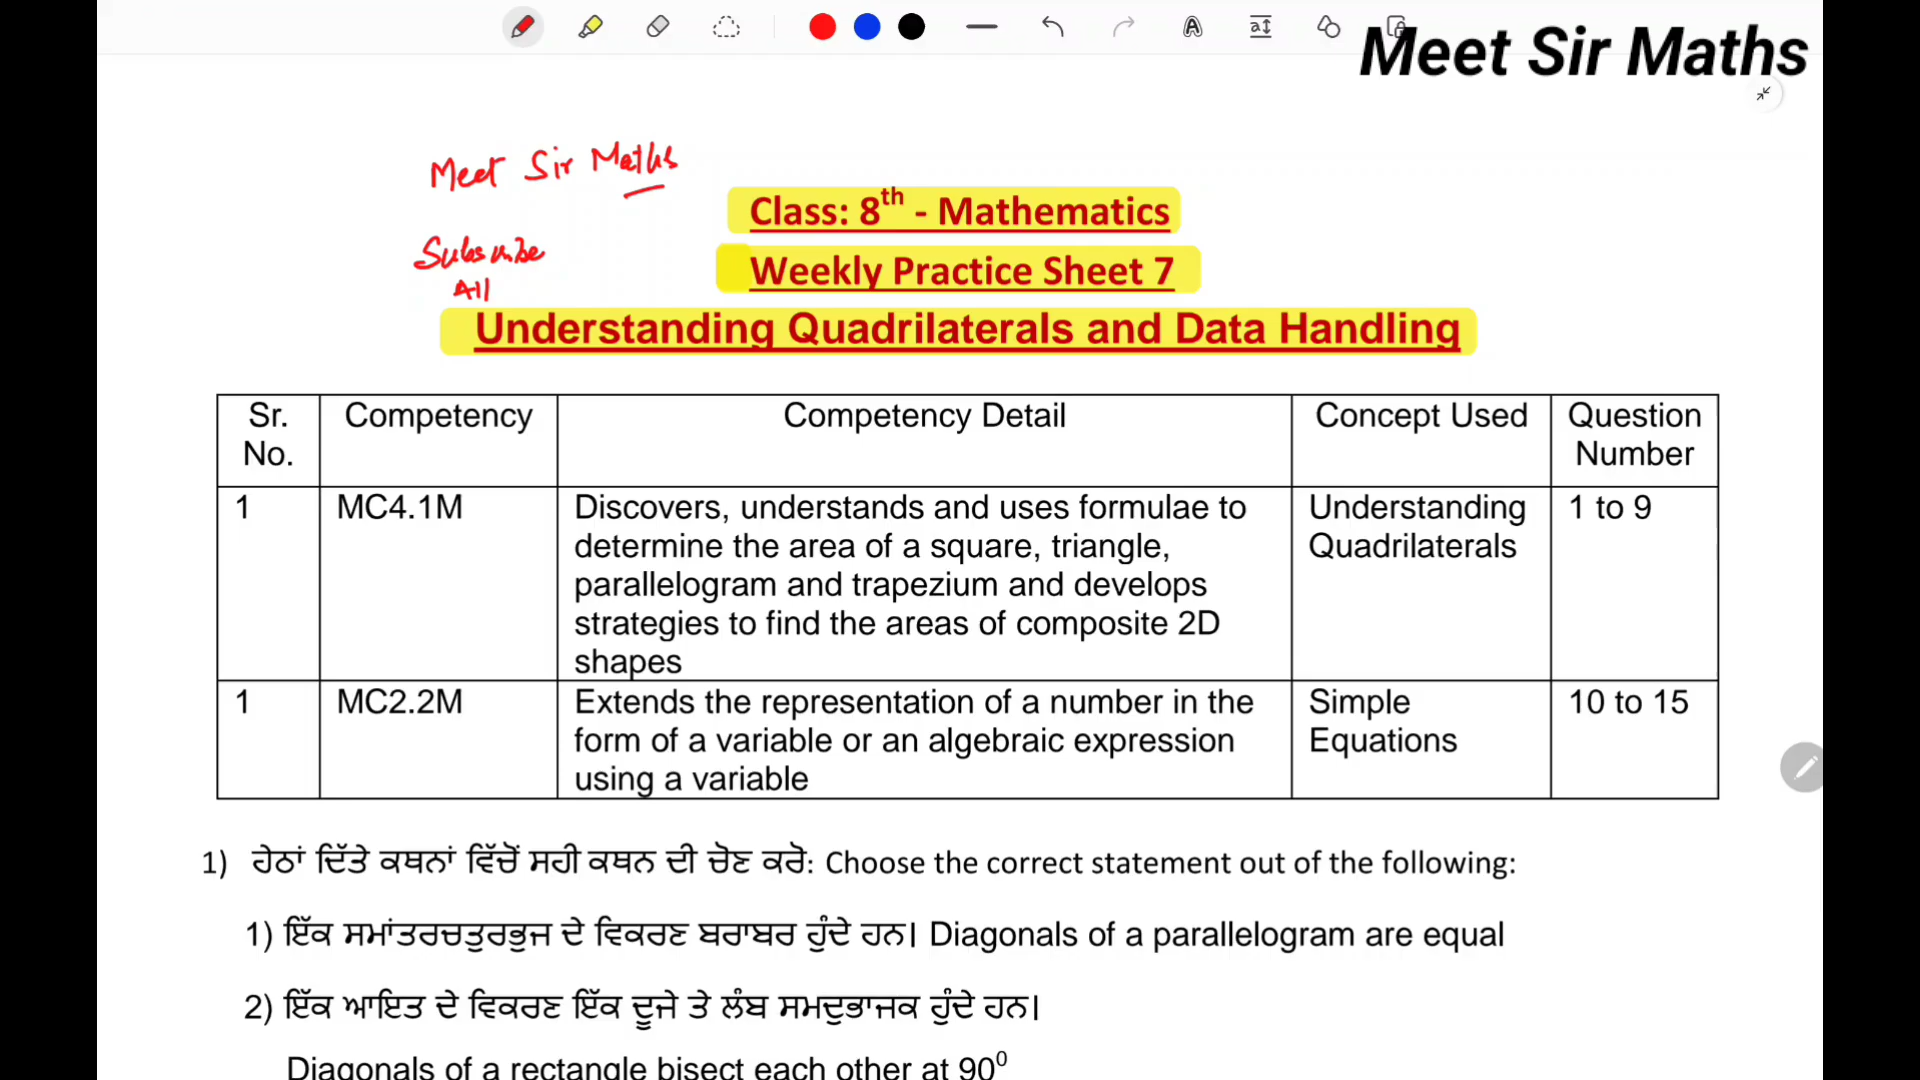 Meet Sir Maths
Meet Sir Maths
Class: 8th - Mathematics
Subscribe
Weekly Practice Sheet 7
All
Understanding Quadrilaterals and Data Handling
Sr. No.
Competency
Competency Detail
Concept Used
Question Number
1
MC4.1M
Discovers, understands and uses formulae to
determine the area of a square, triangle,
parallelogram and trapezium and develops
strategies to find the areas of composite 2D
shapes
Understanding
Quadrilaterals
1 to 9
1
MC2.2M
Extends the representation of a number in the
form of a variable or an algebraic expression
using a variable
Simple
Equations
10 to 15
1) ਹੇਠਾਂ ਦਿੱਤੇ ਕਥਨਾਂ ਵਿੱਚੋਂ ਸਹੀ ਕਥਨ ਦੀ ਚੋਣ ਕਰੋ: Choose the correct statement out of the following:
1) ਇੱਕ ਸਮਾਂਤਰਚਤੁਰਭੁਜ ਦੇ ਵਿਕਰਣ ਬਰਾਬਰ ਹੁੰਦੇ ਹਨ। Diagonals of a parallelogram are equal
2) ਇੱਕ ਆਇਤ ਦੇ ਵਿਕਰਣ ਇੱਕ ਦੂਜੇ ਤੇ ਲੰਬ ਸਮਦੁਭਾਜਕ ਹੁੰਦੇ ਹਨ।
Diagonals of a rectangle bisect each other at 90⁰